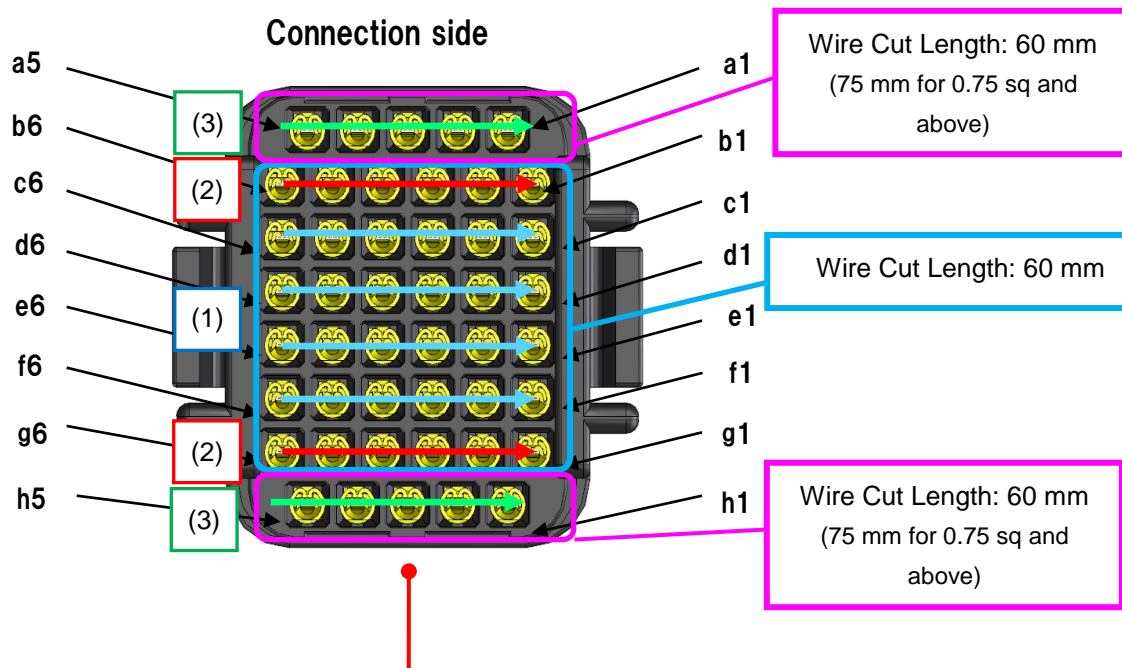 Connection side
a5
b6
c6
d6
e6
f6
g6
h5
(3)
(2)
(1)
(2)
(3)
a1
b1
c1
d1
e1
f1
g1
h1
Wire Cut Length: 60 mm
(75 mm for 0.75 sq and
above)
Wire Cut Length: 60 mm
Wire Cut Length: 60 mm
(75 mm for 0.75 sq and
above)